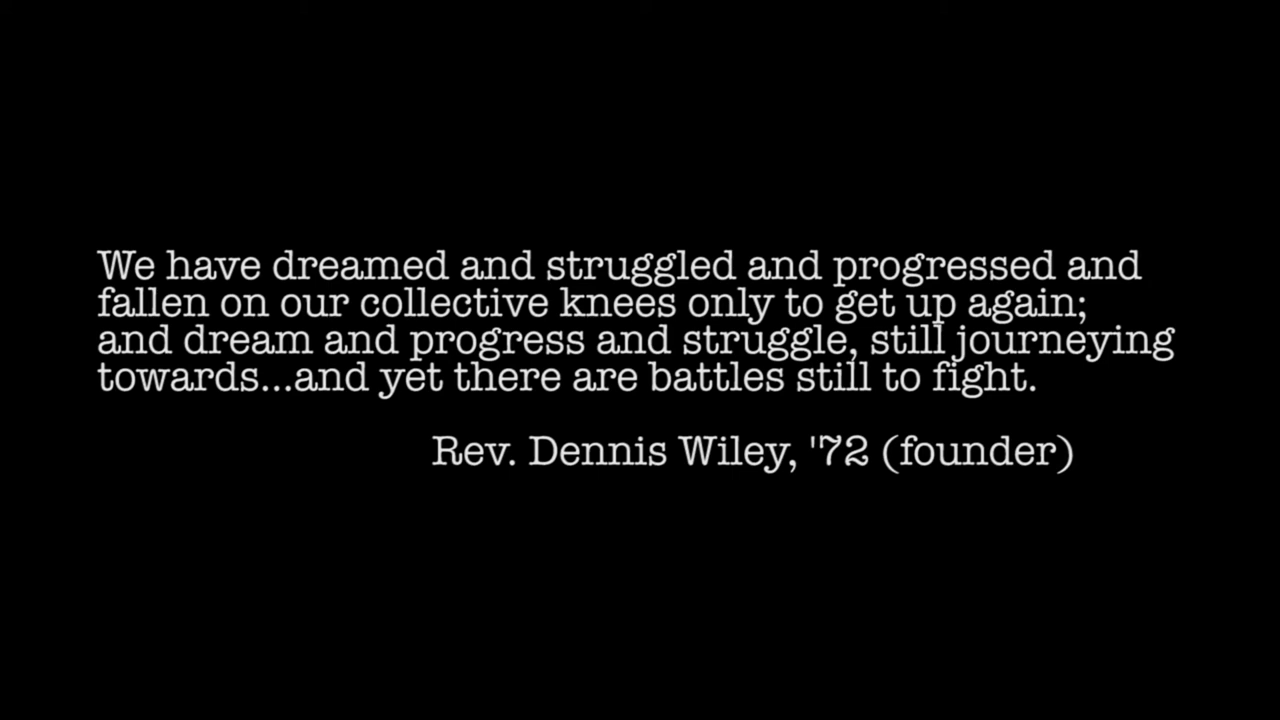 We have dreamed and struggled and progressed and
fallen on our collective knees only to get up again;
and dream and progress and struggle, still journeying
towards...and yet there are battles still to fight.
Rev. Dennis Wiley, '72 (founder)